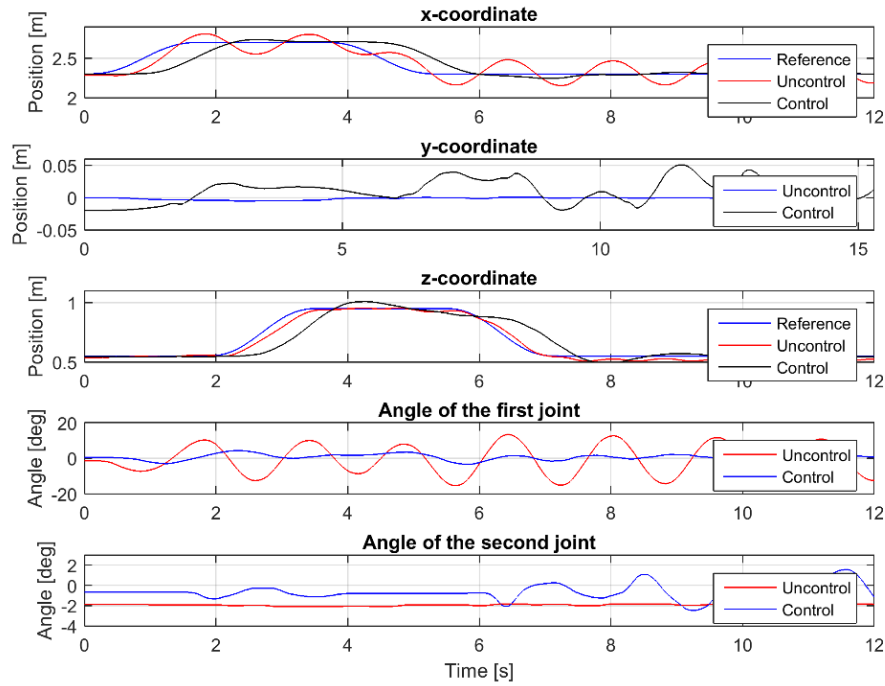 x-coordinate
Position [m]
2.5
2
0
2
4
6
8
10
12
Reference
Uncontrol
Control
y-coordinate
Position [m]
0.05
0
-0.05
0
5
10
15
Uncontrol
Control
z-coordinate
Position [m]
1
0.5
0
2
4
6
8
10
12
Reference
Uncontrol
Control
Angle of the first joint
Angle [deg]
20
0
-20
0
2
4
6
8
10
12
Uncontrol
Control
Angle of the second joint
Angle [deg]
2
0
-2
-4
0
2
4
6
8
10
12
Uncontrol
Control
Time [s]